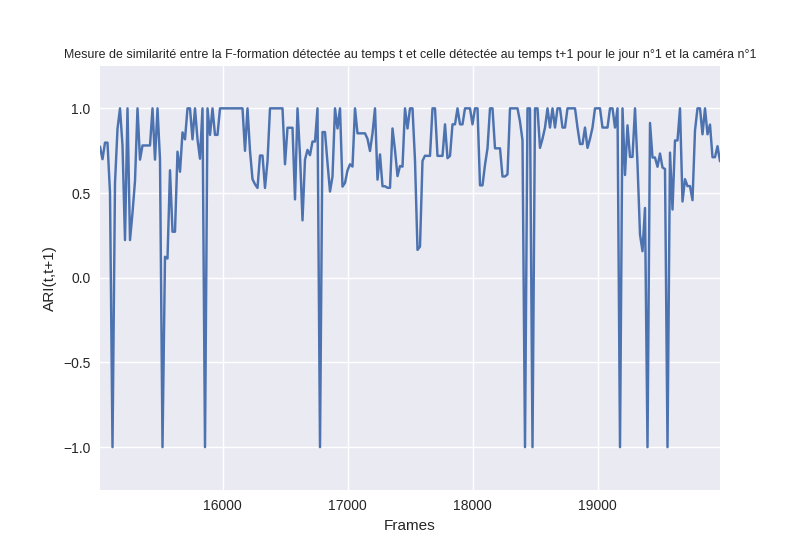 Mesure de similarité entre la F-formation détectée au temps t et celle détectée au temps t+1 pour le jour n°1 et la caméra n°1
1.0
0.5
0.0
−0.5
−1.0
ARI(t,t+1)
16000 17000 18000 19000
Frames